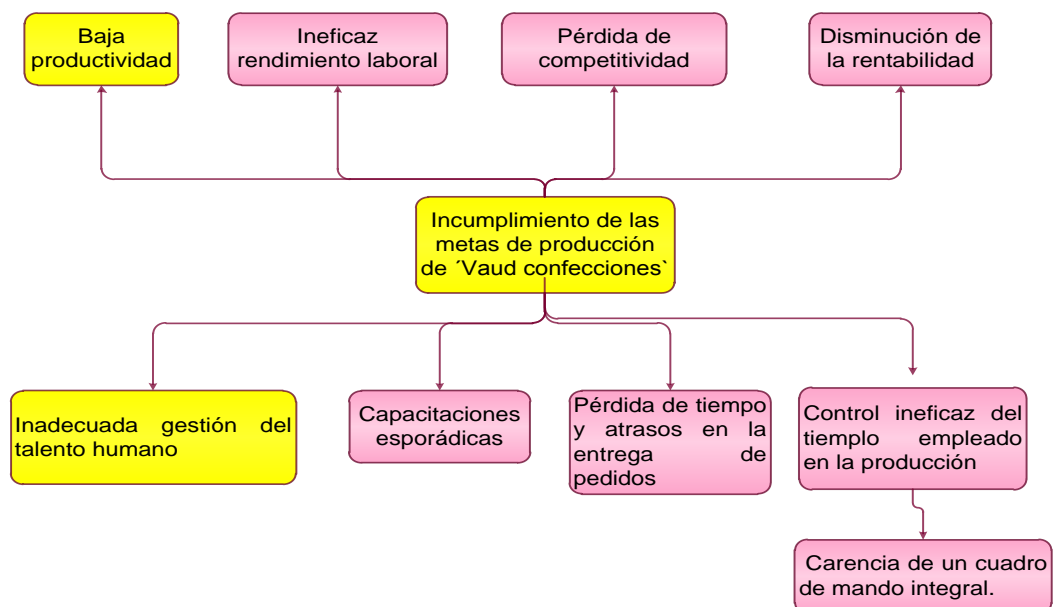 Baja
productividad
Ineficaz
rendimiento laboral
Pérdida de
competitividad
Disminución de
la rentabilidad
Incumplimiento de las
metas de producción
de ´Vaud confecciones`
Inadecuada gestión del
talento humano
Capacitaciones
esporádicas
Pérdida de tiempo
y atrasos en la
entrega de
pedidos
Control ineficaz del
tiemplo empleado
en la producción
Carencia de un cuadro
de mando integral.